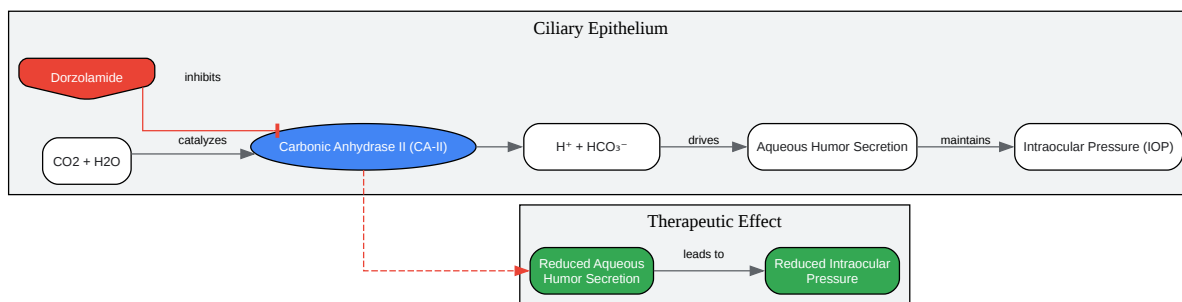 Ciliary Epithelium
Dorzolamide
inhibits
CO2 + H2O
catalyzes
Carbonic Anhydrase II (CA-II)
H⁺ + HCO₃⁻
drives
Aqueous Humor Secretion
maintains
Intraocular Pressure (IOP)
Therapeutic Effect
Reduced Aqueous
Humor Secretion
leads to
Reduced Intraocular
Pressure